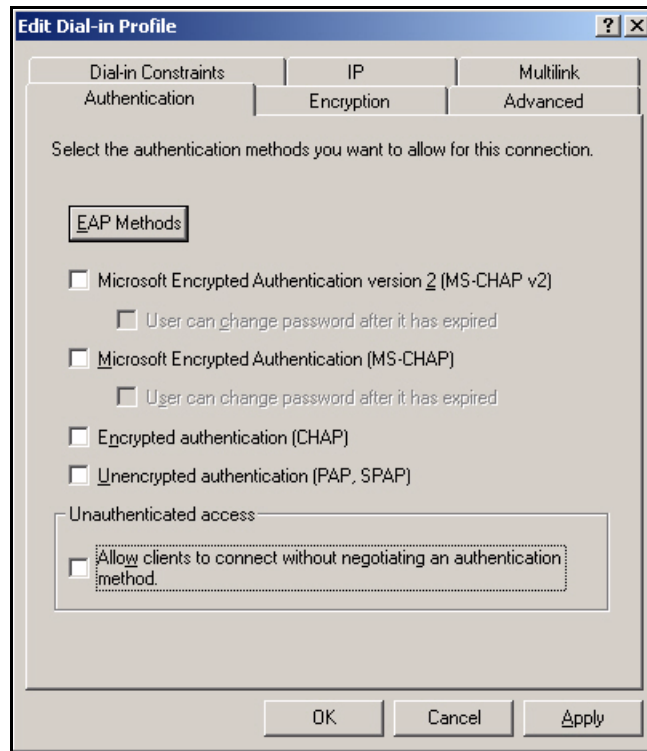 Edit Dial-in Profile
Dial-in Constraints
IP
Multilink
Authentication
Encryption
Advanced
Select the authentication methods you want to allow for this connection.
EAP Methods
Microsoft Encrypted Authentication version 2 (MS-CHAP v2)
User can change password after it has expired
Microsoft Encrypted Authentication (MS-CHAP)
User can change password after it has expired
Encrypted authentication (CHAP)
Unencrypted authentication (PAP, SPAP)
Unauthenticated access
Allow clients to connect without negotiating an authentication
method.
OK
Cancel
Apply